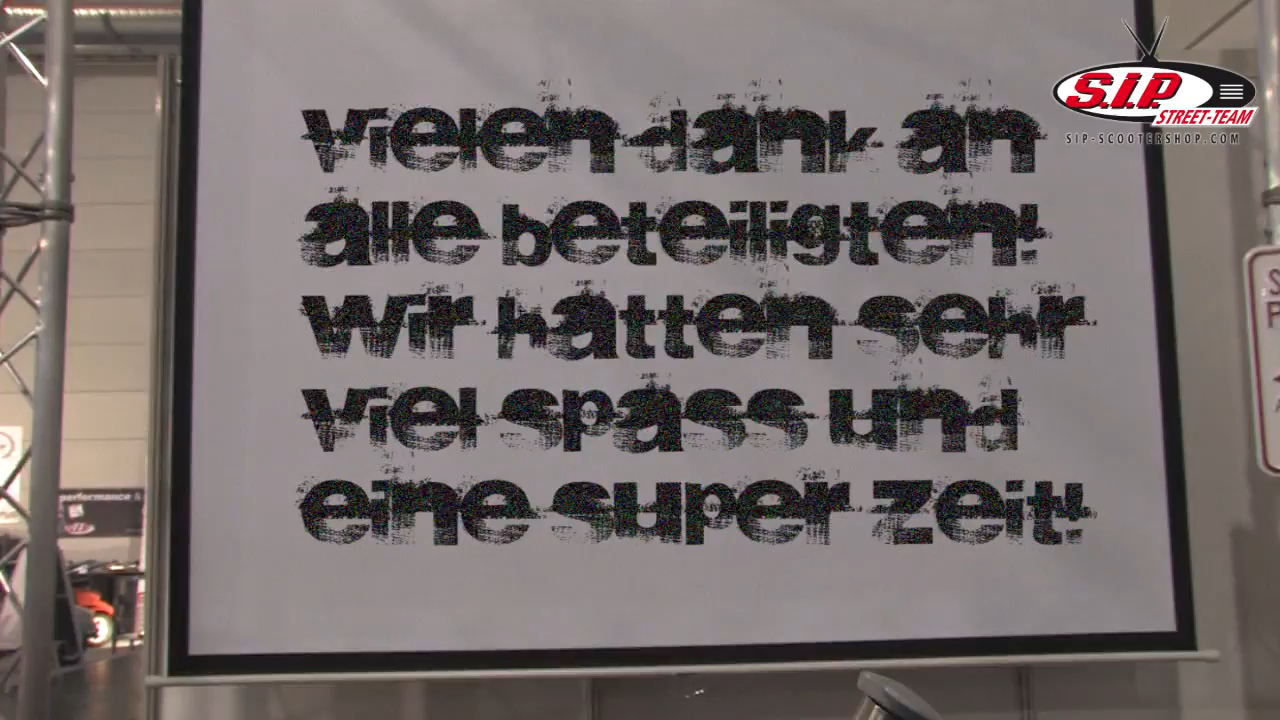 vielen dank an
alle beteiligten!
wir hatten sehr
viel spass und
eine super zeit!
S.I.P.
STREET-TEAM
SIP-SCOOTERSHOP.COM
performance &